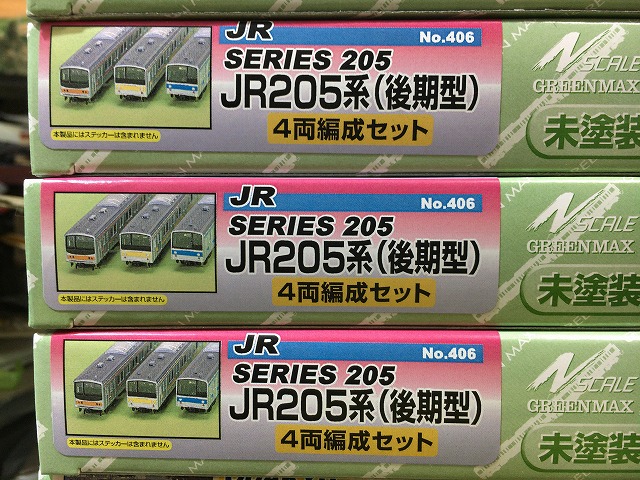 JR
No.406
SERIES 205
JR205系(後期型)
4両編成セット
本製品にはステッカーは含まれません
N SCALE
GREENMAX
未塗装
JR
No.406
SERIES 205
JR205系(後期型)
4両編成セット
本製品にはステッカーは含まれません
N SCALE
GREENMAX
未塗装
JR
No.406
SERIES 205
JR205系(後期型)
4両編成セット
本製品にはステッカーは含まれません
N SCALE
GREENMAX
未塗装